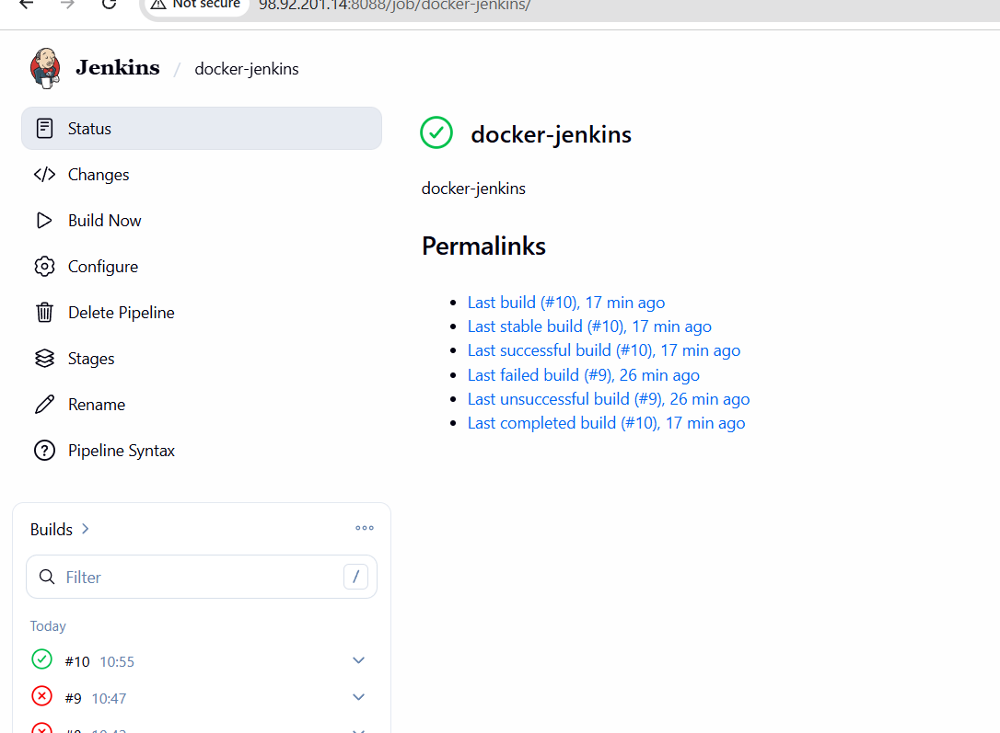 Not secure 98.92.201.14:8088/job/docker-jenkins/
Jenkins / docker-jenkins
Status
Changes
Build Now
Configure
Delete Pipeline
Stages
Rename
Pipeline Syntax
docker-jenkins
docker-jenkins
Permalinks
Last build (#10), 17 min ago
Last stable build (#10), 17 min ago
Last successful build (#10), 17 min ago
Last failed build (#9), 26 min ago
Last unsuccessful build (#9), 26 min ago
Last completed build (#10), 17 min ago
Builds
Filter /
Today
#10 10:55
#9 10:47